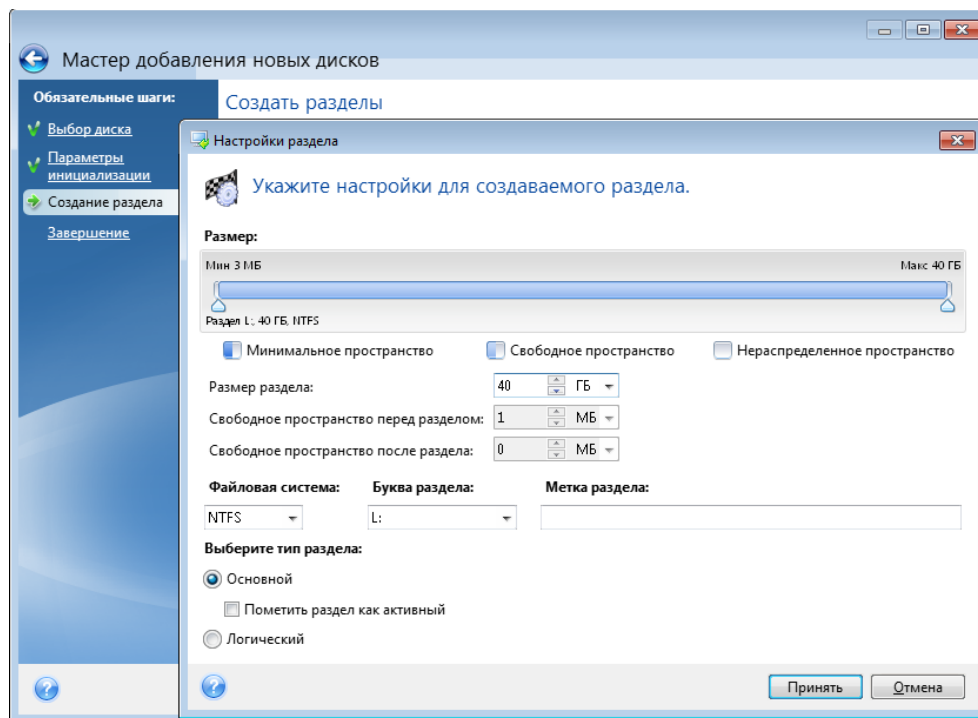 Мастер добавления новых дисков
Обязательные шаги:
Выбор диска
Параметры
инициализации
Создание раздела
Завершение
Создать разделы
Настройки раздела
Укажите настройки для создаваемого раздела.
Размер:
Мин 3 МБ
Макс 40 ГБ
Раздел L:, 40 ГБ, NTFS
Минимальное пространство
Свободное пространство
Нераспределенное пространство
Размер раздела: 40 ГБ
Свободное пространство перед разделом: 1 МБ
Свободное пространство после раздела: 0 МБ
Файловая система: Буква раздела: Метка раздела:
NTFS L:
Выберите тип раздела:
Основной
Пометить раздел как активный
Логический
Принять Отмена